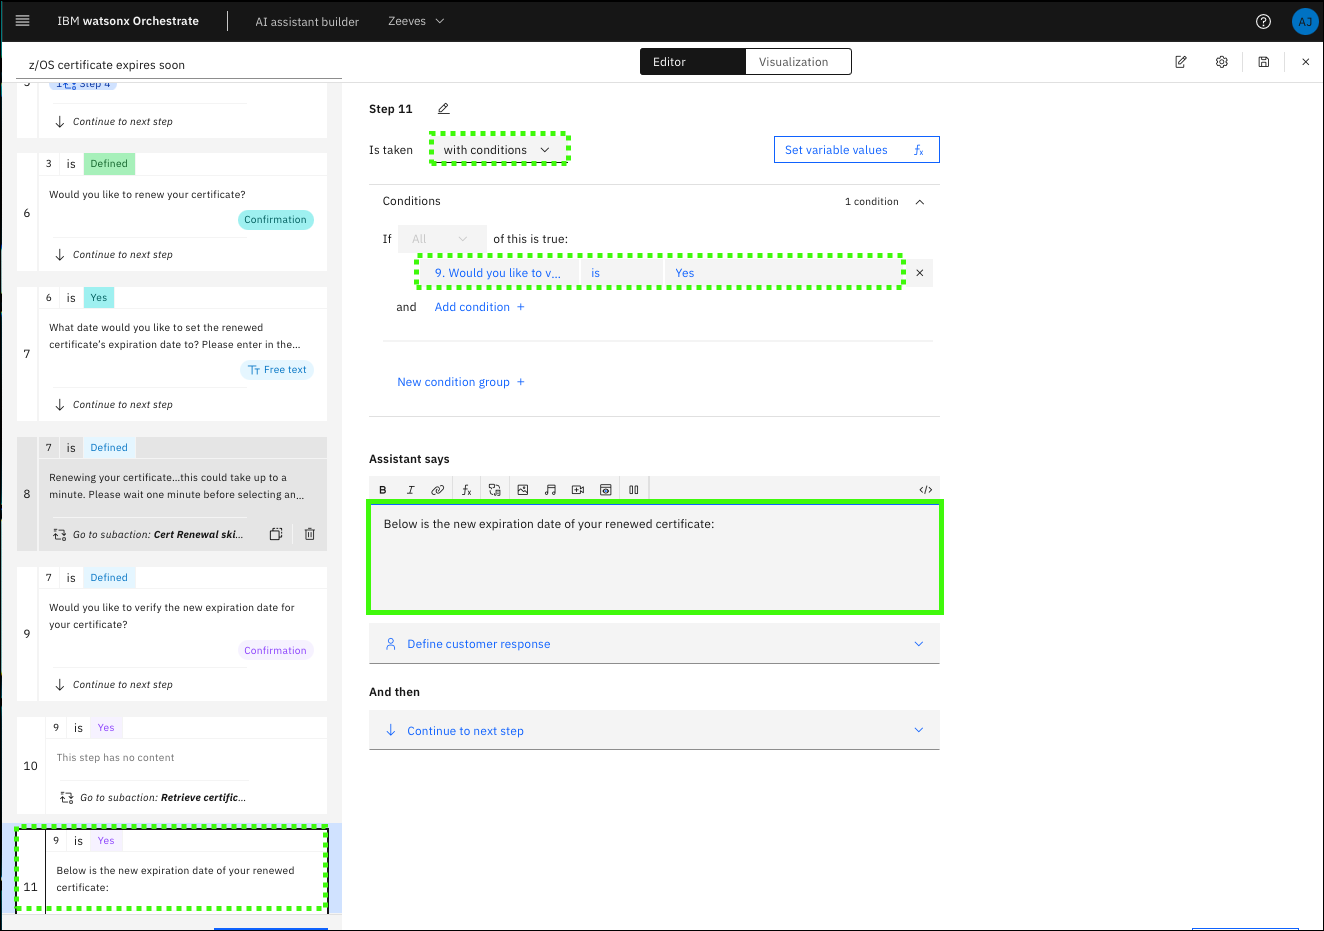 IBM watsonx Orchestrate
AI assistant builder
Zeeves
AJ
z/OS certificate expires soon
Editor
Visualization
Step 4
Continue to next step
3 is Defined
6
Would you like to renew your certificate?
Confirmation
Continue to next step
6 is Yes
7
What date would you like to set the renewed
certificate's expiration date to? Please enter in the...
Free text
Continue to next step
7 is Defined
8
Renewing your certificate...this could take up to a
minute. Please wait one minute before selecting an...
Go to subaction: Cert Renewal ski...
7 is Defined
9
Would you like to verify the new expiration date for
your certificate?
Confirmation
Continue to next step
9 is Yes
10
This step has no content
Go to subaction: Retrieve certific...
9 is Yes
11
Below is the new expiration date of your renewed
certificate:
Step 11
Is taken
with conditions
Set variable values fx
Conditions
1 condition
If All of this is true:
9. Would you like to v... is Yes
and Add condition +
New condition group +
Assistant says
B I fx </>
Below is the new expiration date of your renewed certificate:
Define customer response
And then
Continue to next step